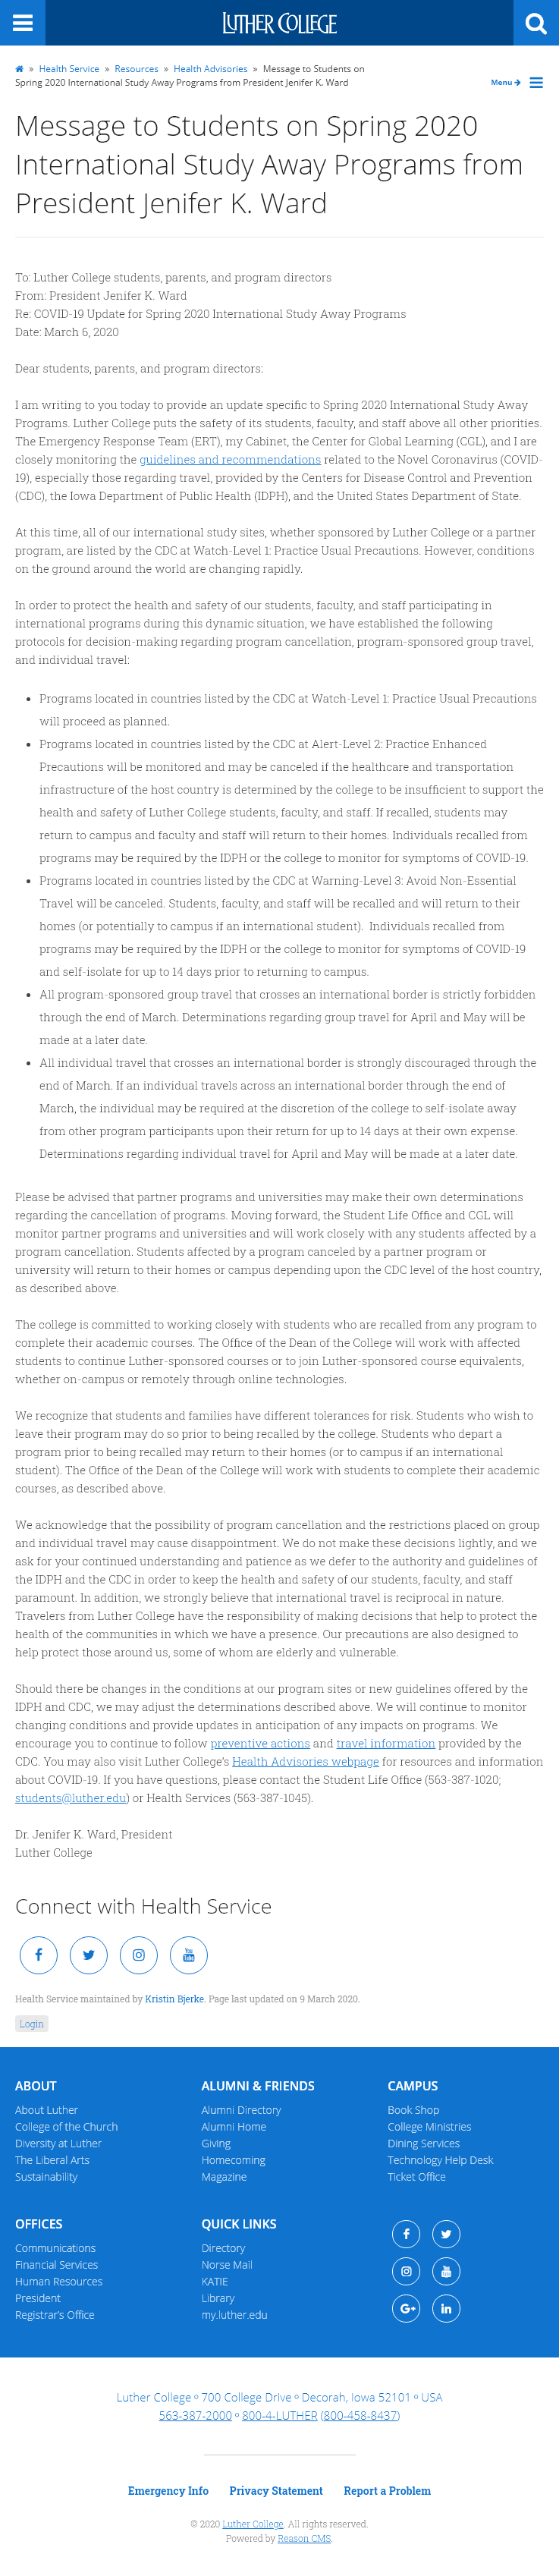 LUTHER COLLEGE
» Health Service » Resources » Health Advisories » Message to Students on
Spring 2020 International Study Away Programs from President Jenifer K. Ward
Menu
Message to Students on Spring 2020
International Study Away Programs from
President Jenifer K. Ward
To: Luther College students, parents, and program directors
From: President Jenifer K. Ward
Re: COVID-19 Update for Spring 2020 International Study Away Programs
Date: March 6, 2020
Dear students, parents, and program directors:
I am writing to you today to provide an update specific to Spring 2020 International Study Away
Programs. Luther College puts the safety of its students, faculty, and staff above all other priorities.
The Emergency Response Team (ERT), my Cabinet, the Center for Global Learning (CGL), and I are
closely monitoring the guidelines and recommendations related to the Novel Coronavirus (COVID-
19), especially those regarding travel, provided by the Centers for Disease Control and Prevention
(CDC), the Iowa Department of Public Health (IDPH), and the United States Department of State.
At this time, all of our international study sites, whether sponsored by Luther College or a partner
program, are listed by the CDC at Watch-Level 1: Practice Usual Precautions. However, conditions
on the ground around the world are changing rapidly.
In order to protect the health and safety of our students, faculty, and staff participating in
international programs during this dynamic situation, we have established the following
protocols for decision-making regarding program cancellation, program-sponsored group travel,
and individual travel:
• Programs located in countries listed by the CDC at Watch-Level 1: Practice Usual Precautions
will proceed as planned.
• Programs located in countries listed by the CDC at Alert-Level 2: Practice Enhanced
Precautions will be monitored and may be canceled if the healthcare and transportation
infrastructure of the host country is determined by the college to be insufficient to support the
health and safety of Luther College students, faculty, and staff. If recalled, students may
return to campus and faculty and staff will return to their homes. Individuals recalled from
programs may be required by the IDPH or the college to monitor for symptoms of COVID-19.
• Programs located in countries listed by the CDC at Warning-Level 3: Avoid Non-Essential
Travel will be canceled. Students, faculty, and staff will be recalled and will return to their
homes (or potentially to campus if an international student). Individuals recalled from
programs may be required by the IDPH or the college to monitor for symptoms of COVID-19
and self-isolate for up to 14 days prior to returning to campus.
• All program-sponsored group travel that crosses an international border is strictly forbidden
through the end of March. Determinations regarding group travel for April and May will be
made at a later date.
• All individual travel that crosses an international border is strongly discouraged through the
end of March. If an individual travels across an international border through the end of
March, the individual may be required at the discretion of the college to self-isolate away
from other program participants upon their return for up to 14 days at their own expense.
Determinations regarding individual travel for April and May will be made at a later date.
Please be advised that partner programs and universities may make their own determinations
regarding the cancellation of programs. Moving forward, the Student Life Office and CGL will
monitor partner programs and universities and will work closely with any students affected by a
program cancellation. Students affected by a program canceled by a partner program or
university will return to their homes or campus depending upon the CDC level of the host country,
as described above.
The college is committed to working closely with students who are recalled from any program to
complete their academic courses. The Office of the Dean of the College will work with affected
students to continue Luther-sponsored courses or to join Luther-sponsored course equivalents,
whether on-campus or remotely through online technologies.
We recognize that students and families have different tolerances for risk. Students who wish to
leave their program may do so prior to being recalled by the college. Students who depart a
program prior to being recalled may return to their homes (or to campus if an international
student). The Office of the Dean of the College will work with students to complete their academic
courses, as described above.
We acknowledge that the possibility of program cancellation and the restrictions placed on group
and individual travel may cause disappointment. We do not make these decisions lightly, and we
ask for your continued understanding and patience as we defer to the authority and guidelines of
the IDPH and the CDC in order to keep the health and safety of our students, faculty, and staff
paramount. In addition, we strongly believe that international travel is reciprocal in nature.
Travelers from Luther College have the responsibility of making decisions that help to protect the
health of the communities in which we have a presence. Our precautions are also designed to
help protect those around us, some of whom are elderly and vulnerable.
Should there be changes in the conditions at our program sites or new guidelines offered by the
IDPH and CDC, we may adjust the determinations described above. We will continue to monitor
changing conditions and provide updates in anticipation of any impacts on programs. We
encourage you to continue to follow preventive actions and travel information provided by the
CDC. You may also visit Luther College's Health Advisories webpage for resources and information
about COVID-19. If you have questions, please contact the Student Life Office (563-387-1020;
students@luther.edu) or Health Services (563-387-1045).
Dr. Jenifer K. Ward, President
Luther College
Connect with Health Service
Health Service maintained by Kristin Bjerke. Page last updated on 9 March 2020.
Login
ABOUT
About Luther
College of the Church
Diversity at Luther
The Liberal Arts
Sustainability
ALUMNI & FRIENDS
Alumni Directory
Alumni Home
Giving
Homecoming
Magazine
CAMPUS
Book Shop
College Ministries
Dining Services
Technology Help Desk
Ticket Office
OFFICES
Communications
Financial Services
Human Resources
President
Registrar's Office
QUICK LINKS
Directory
Norse Mail
KATIE
Library
my.luther.edu
Luther College º 700 College Drive º Decorah, Iowa 52101 º USA
563-387-2000 º 800-4-LUTHER (800-458-8437)
Emergency Info Privacy Statement Report a Problem
© 2020 Luther College. All rights reserved.
Powered by Reason CMS.